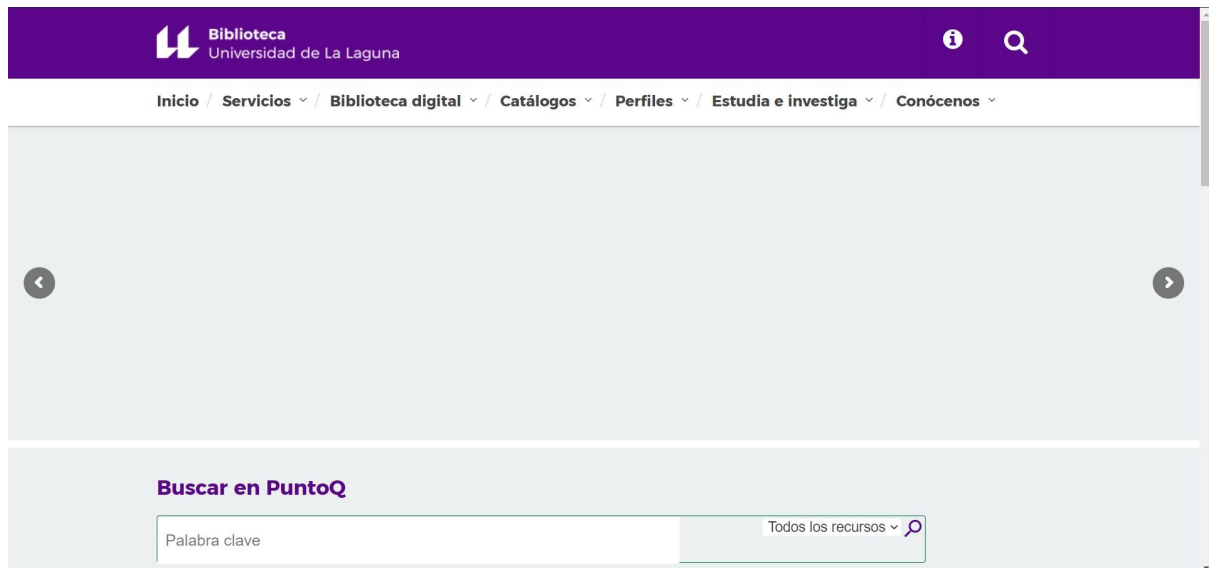 Biblioteca
Universidad de La Laguna
Inicio / Servicios / Biblioteca digital / Catálogos / Perfiles / Estudia e investiga / Conócenos
Buscar en PuntoQ
Palabra clave
Todos los recursos